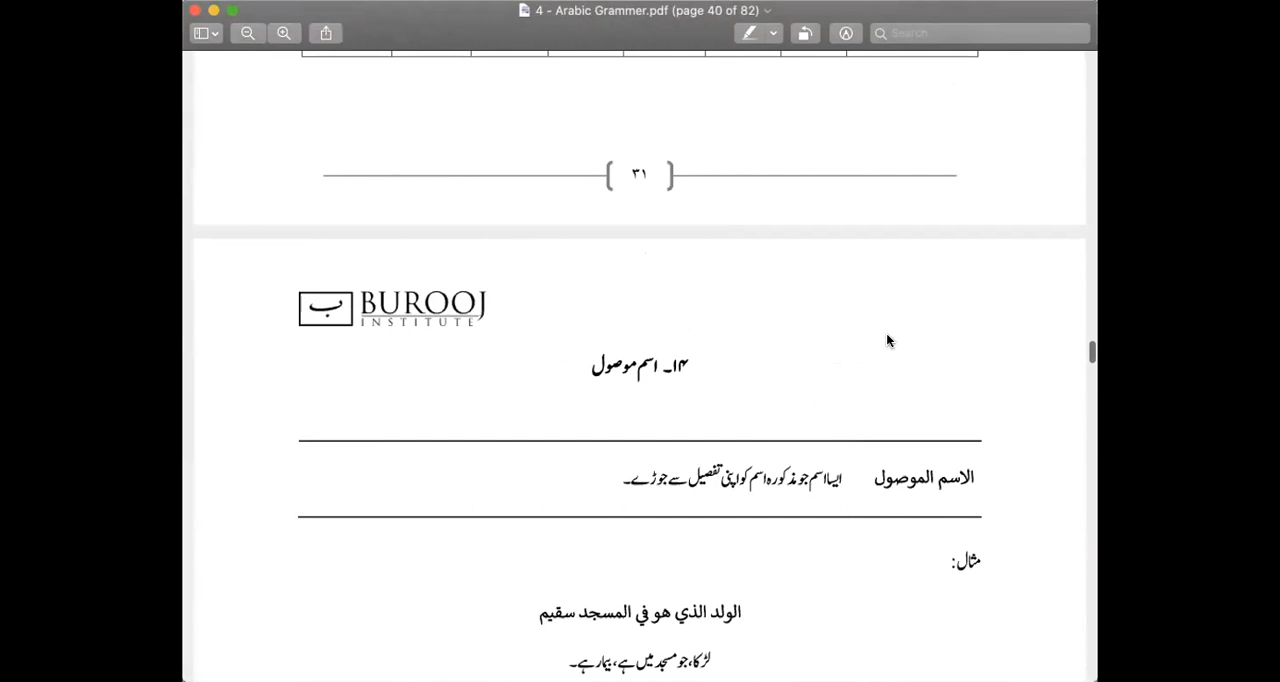 4 - Arabic Grammer.pdf (page 40 of 82)
Search
٣١
ب BUROOJ
INSTITUTE
۱۴۔ اسم موصول
الاسم الموصول ایسا اسم جو مذکورہ اسم کو اپنی تفصیل سے جوڑے۔
مثال:
الولد الذي هو في المسجد سقيم
لڑکا، جو مسجد میں ہے، بیمار ہے۔